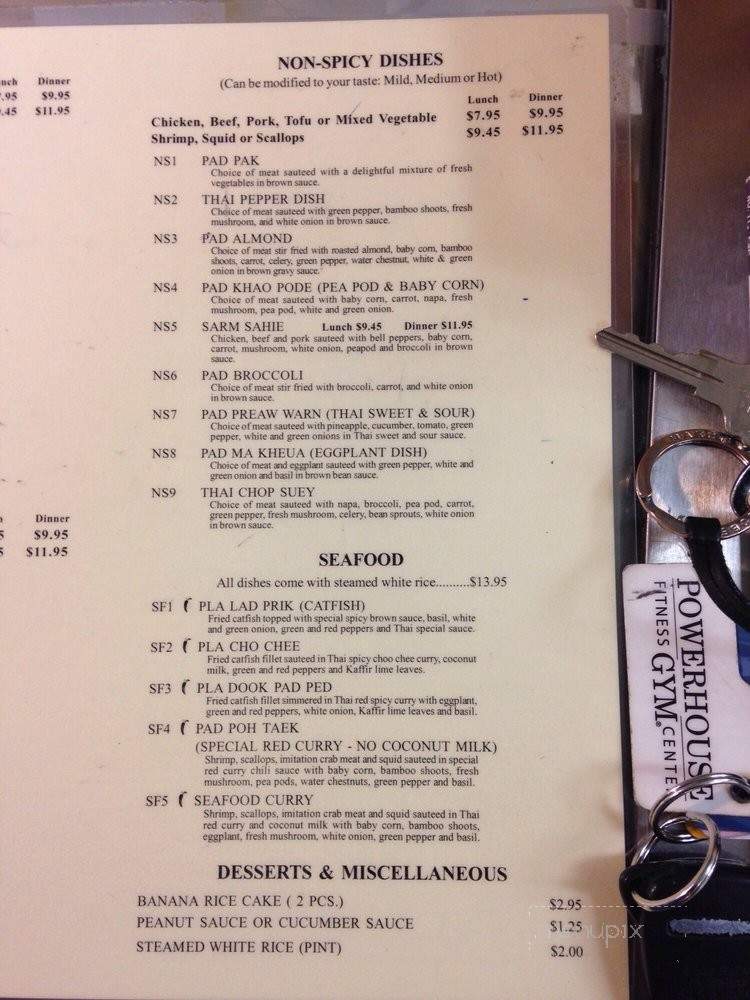 nch Dinner
.95 $9.95
.45 $11.95
Dinner
5 $9.95
5 $11.95
NON-SPICY DISHES
(Can be modified to your taste: Mild, Medium or Hot)
Lunch Dinner
Chicken, Beef, Pork, Tofu or Mixed Vegetable $7.95 $9.95
Shrimp, Squid or Scallops $9.45 $11.95
NS1 PAD PAK
Choice of meat sauteed with a delightful mixture of fresh
vegetables in brown sauce.
NS2 THAI PEPPER DISH
Choice of meat sauteed with green pepper, bamboo shoots, fresh
mushroom, and white onion in brown sauce.
NS3 PAD ALMOND
Choice of meat stir fried with roasted almond, baby corn, bamboo
shoots, carrot, celery, green pepper, water chestnut, white & green
onion in brown gravy sauce.
NS4 PAD KHAO PODE (PEA POD & BABY CORN)
Choice of meat sauteed with baby corn, carrot, napa, fresh
mushroom, pea pod, white and green onion.
NS5 SARM SAHIE Lunch $9.45 Dinner $11.95
Chicken, beef and pork sauteed with bell peppers, baby corn,
carrot, mushroom, white onion, peapod and broccoli in brown
sauce.
NS6 PAD BROCCOLI
Choice of meat stir fried with broccoli, carrot, and white onion
in brown sauce.
NS7 PAD PREAW WARN (THAI SWEET & SOUR)
Choice of meat sauteed with pineapple, cucumber, tomato, green
pepper, white and green onions in Thai sweet and sour sauce.
NS8 PAD MA KHEUA (EGGPLANT DISH)
Choice of meat and eggplant sauteed with green pepper, white and
green onion and basil in brown bean sauce.
NS9 THAI CHOP SUEY
Choice of meat sauteed with napa, broccoli, pea pod, carrot,
green pepper, fresh mushroom, celery, bean sprouts, white onion
in brown sauce.
SEAFOOD
All dishes come with steamed white rice..........$13.95
SF1 PLA LAD PRIK (CATFISH)
Fried catfish topped with special spicy brown sauce, basil, white
and green onion, green and red peppers and Thai special sauce.
SF2 PLA CHO CHEE
Fried catfish fillet sauteed in Thai spicy choo chee curry, coconut
milk, green and red peppers and Kaffir lime leaves.
SF3 PLA DOOK PAD PED
Fried catfish fillet simmered in Thai red spicy curry with eggplant,
green and red peppers, white onion, Kaffir lime leaves and basil.
SF4 PAD POH TAEK
(SPECIAL RED CURRY - NO COCONUT MILK)
Shrimp, scallops, imitation crab meat and squid sauteed in special
red curry chili sauce with baby corn, bamboo shoots, fresh
mushroom, pea pods, water chestnuts, green pepper and basil.
SF5 SEAFOOD CURRY
Shrimp, scallops, imitation crab meat and squid sauteed in Thai
red curry and coconut milk with baby corn, bamboo shoots,
eggplant, fresh mushroom, white onion, green pepper and basil.
DESSERTS & MISCELLANEOUS
BANANA RICE CAKE ( 2 PCS.) $2.95
PEANUT SAUCE OR CUCUMBER SAUCE $1.25
STEAMED WHITE RICE (PINT) $2.00
POWERHOUSE
GYM
FITNESS CENTE